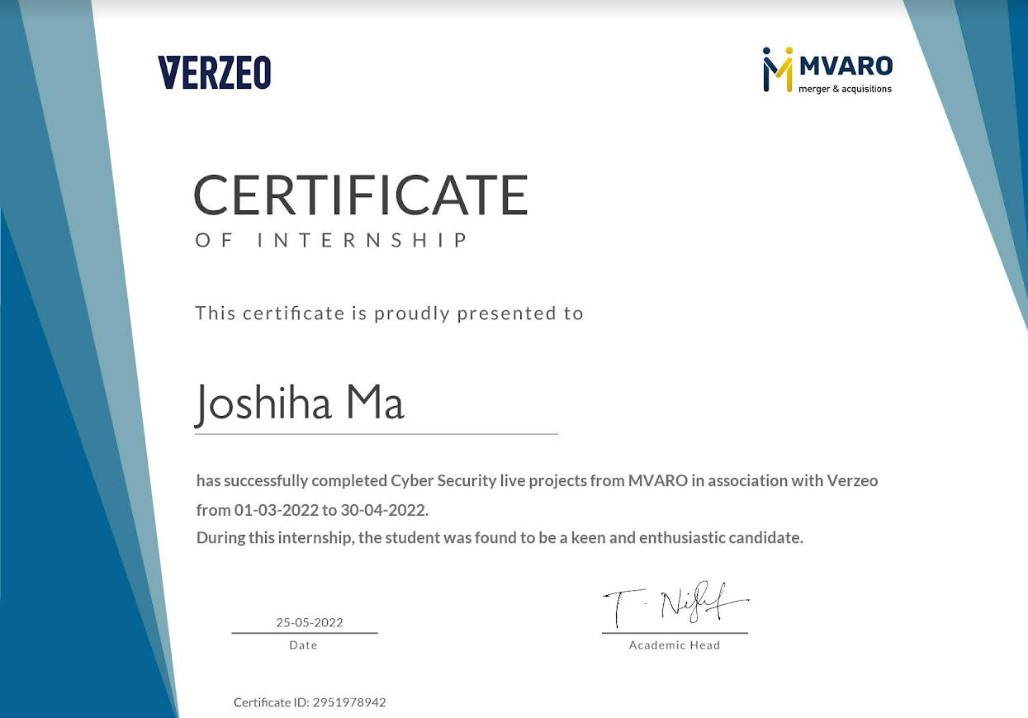 VERZEO
MVARO
merger & acquisitions
CERTIFICATE
OF INTERNSHIP
This certificate is proudly presented to
Joshiha Ma
has successfully completed Cyber Security live projects from MVARO in association with Verzeo
from 01-03-2022 to 30-04-2022.
During this internship, the student was found to be a keen and enthusiastic candidate.
25-05-2022
Date
Academic Head
Certificate ID: 2951978942